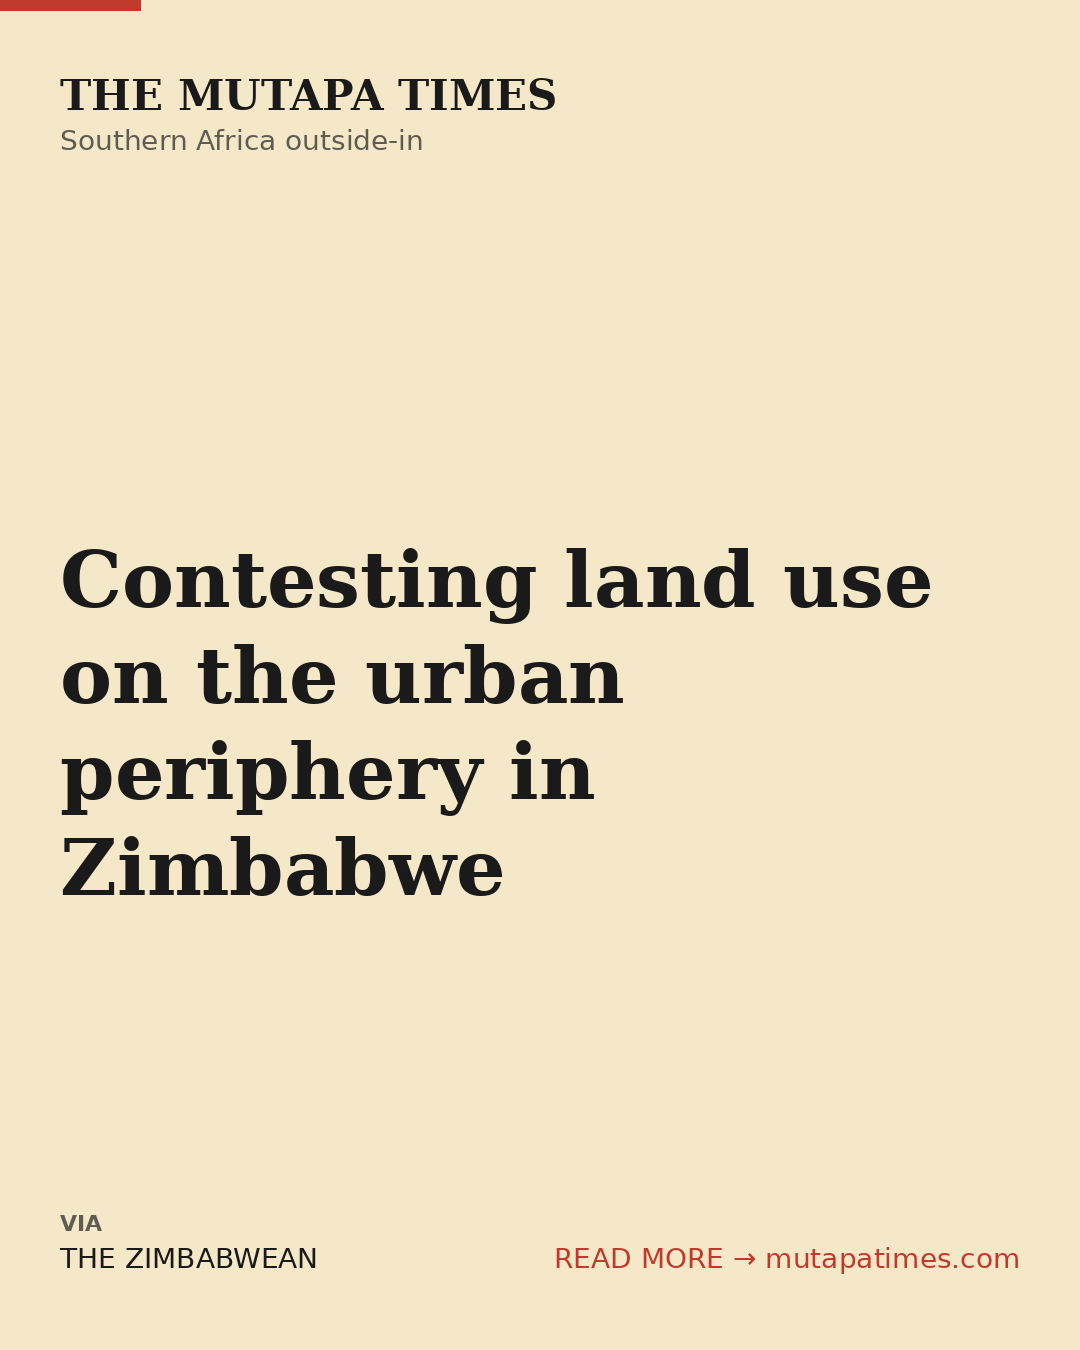 THE MUTAPA TIMES
Southern Africa outside-in
Contesting land use
on the urban
periphery in
Zimbabwe
VIA
THE ZIMBABWEAN
READ MORE → mutapatimes.com